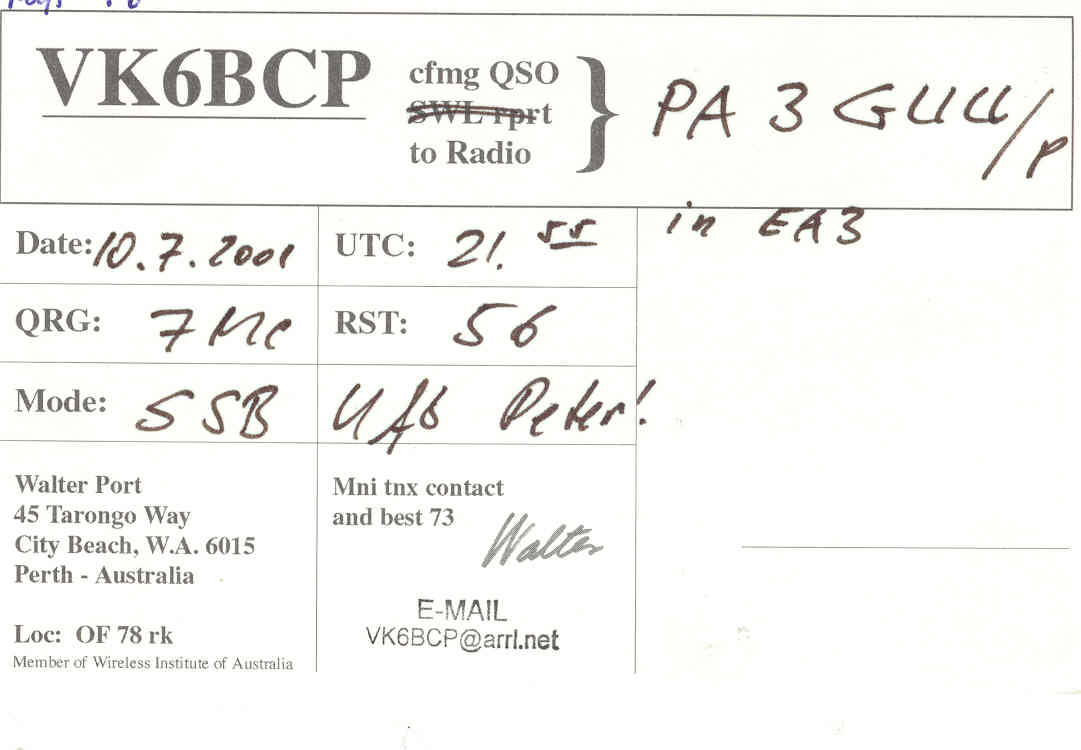 VK6BCP
cfmg QSO
SWL rprt
to Radio
PA 3 GUU/P
in EA3
Date: 10.7.2001
UTC: 21.55
QRG: 7 Mc
RST: 56
Mode: SSB
Ufb Peter!
Walter Port
45 Tarongo Way
City Beach, W.A. 6015
Perth - Australia
Loc: OF 78 rk
Member of Wireless Institute of Australia
Mni tnx contact
and best 73
Walter
E-MAIL
VK6BCP@arrl.net